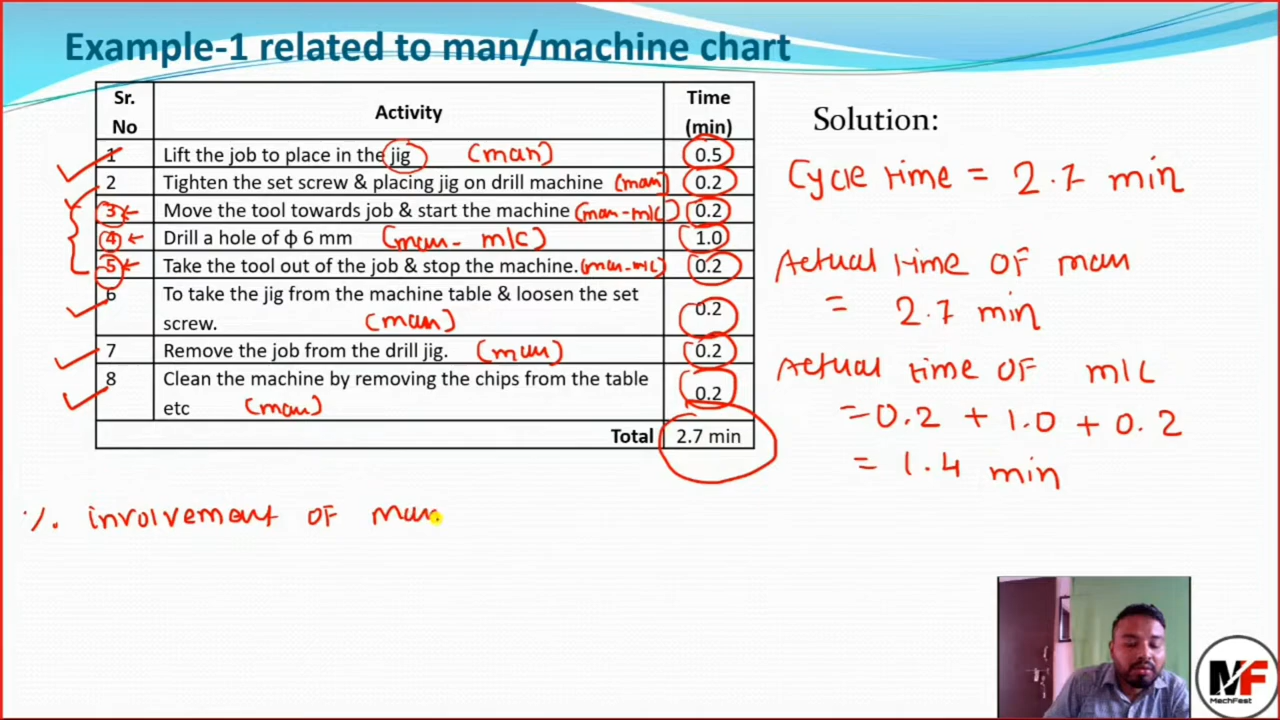 Example-1 related to man/machine chart
Sr. No Activity Time (min)
1 Lift the job to place in the jig (man) 0.5
2 Tighten the set screw & placing jig on drill machine (man) 0.2
3 Move the tool towards job & start the machine (man-m/c) 0.2
4 Drill a hole of ϕ 6 mm (man- m/c) 1.0
5 Take the tool out of the job & stop the machine. (man-m/c) 0.2
6 To take the jig from the machine table & loosen the set screw. (man) 0.2
7 Remove the job from the drill jig. (man) 0.2
8 Clean the machine by removing the chips from the table etc (man) 0.2
Total 2.7 min
Solution:
Cycle time = 2.7 min
Actual time OF man
= 2.7 min
Actual time OF m/c
=0.2 + 1.0 + 0.2
= 1.4 min
% involvement OF man
MF
MechFest